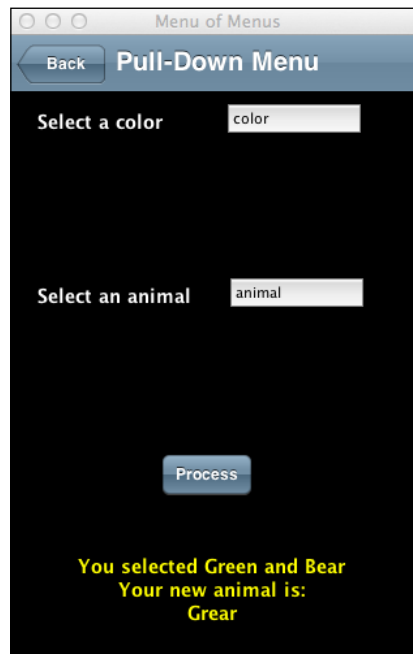 Menu of Menus
Back Pull-Down Menu
Select a color color
Select an animal animal
Process
You selected Green and Bear
Your new animal is:
Grear